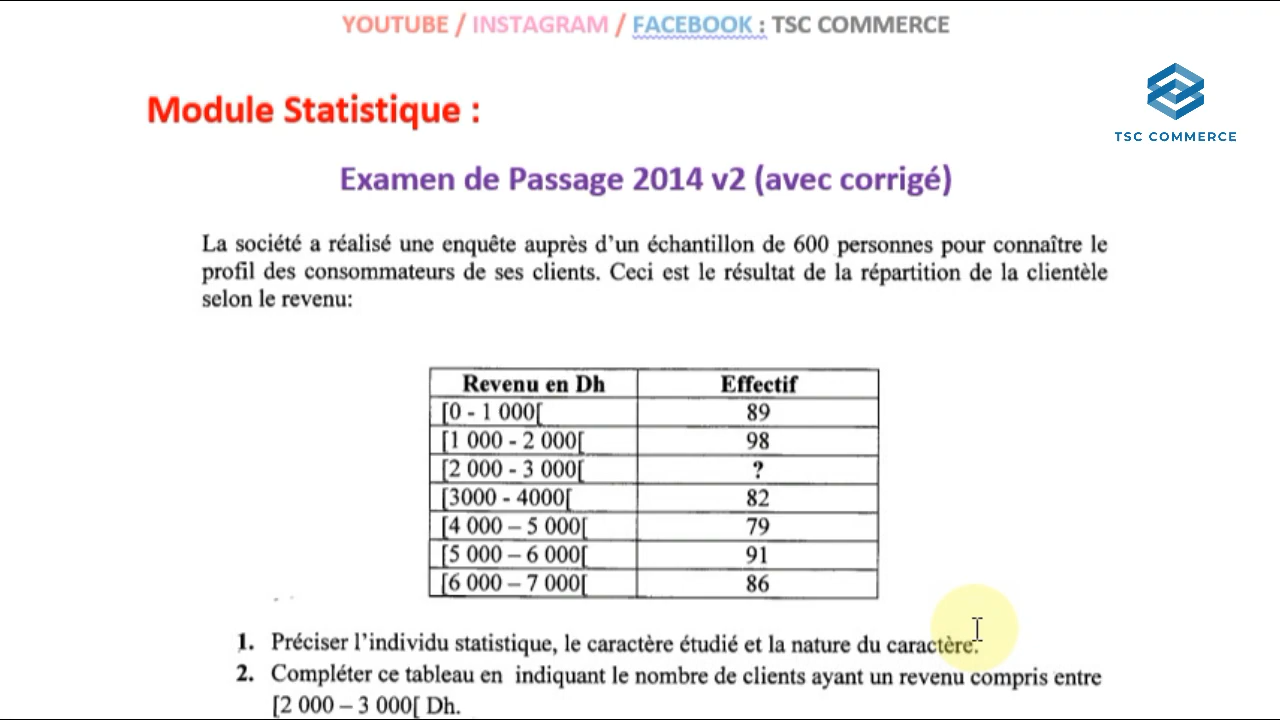 YOUTUBE / INSTAGRAM / FACEBOOK : TSC COMMERCE
TSC COMMERCE
Module Statistique :
Examen de Passage 2014 v2 (avec corrigé)
La société a réalisé une enquête auprès d'un échantillon de 600 personnes pour connaître le
profil des consommateurs de ses clients. Ceci est le résultat de la répartition de la clientèle
selon le revenu:
Revenu en Dh Effectif
[0 - 1 000[ 89
[1 000 - 2 000[ 98
[2 000 - 3 000[ ?
[3000 - 4000[ 82
[4 000 – 5 000[ 79
[5 000 – 6 000[ 91
[6 000 – 7 000[ 86
1. Préciser l'individu statistique, le caractère étudié et la nature du caractère.
2. Compléter ce tableau en indiquant le nombre de clients ayant un revenu compris entre
[2 000 – 3 000[ Dh.